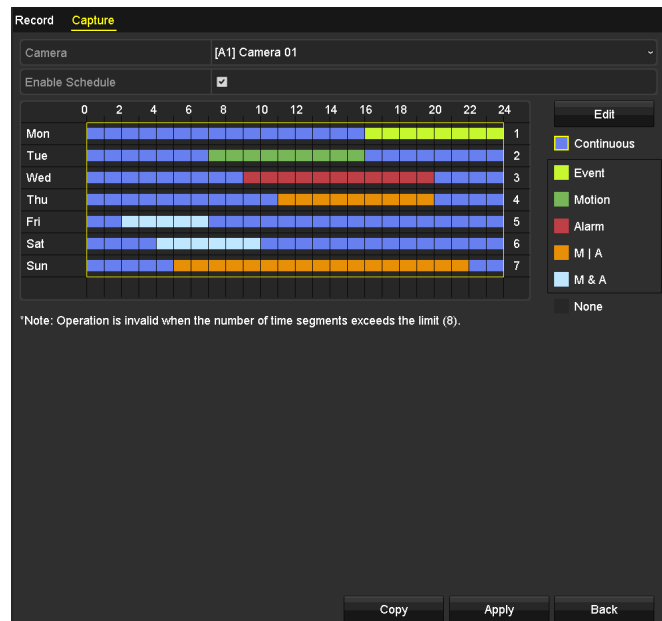 Record Capture
Camera [A1] Camera 01
Enable Schedule
0 2 4 6 8 10 12 14 16 18 20 22 24
Edit
Mon 1
Continuous
Tue 2
Wed 3
Event
Thu 4
Motion
Fri 5
Alarm
Sat 6
M | A
Sun 7
M & A
None
*Note: Operation is invalid when the number of time segments exceeds the limit (8).
Copy Apply Back